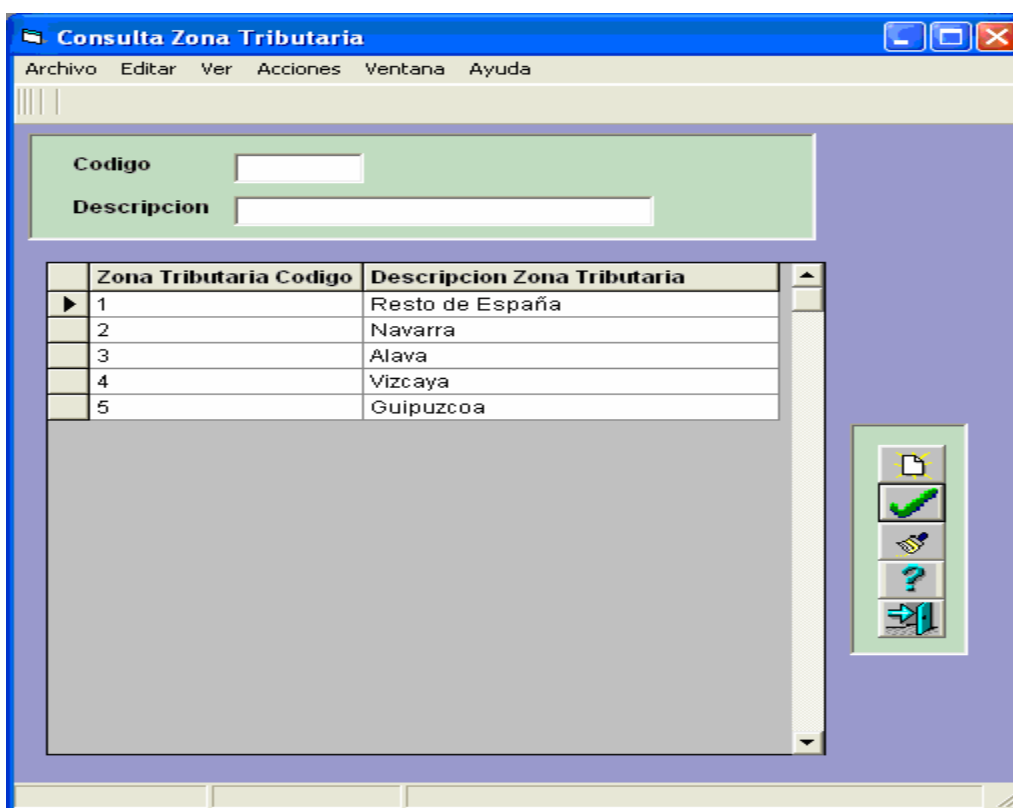 Consulta Zona Tributaria
Archivo Editar Ver Acciones Ventana Ayuda
Codigo
Descripcion
Zona Tributaria Codigo Descripcion Zona Tributaria
1 Resto de España
2 Navarra
3 Alava
4 Vizcaya
5 Guipuzcoa